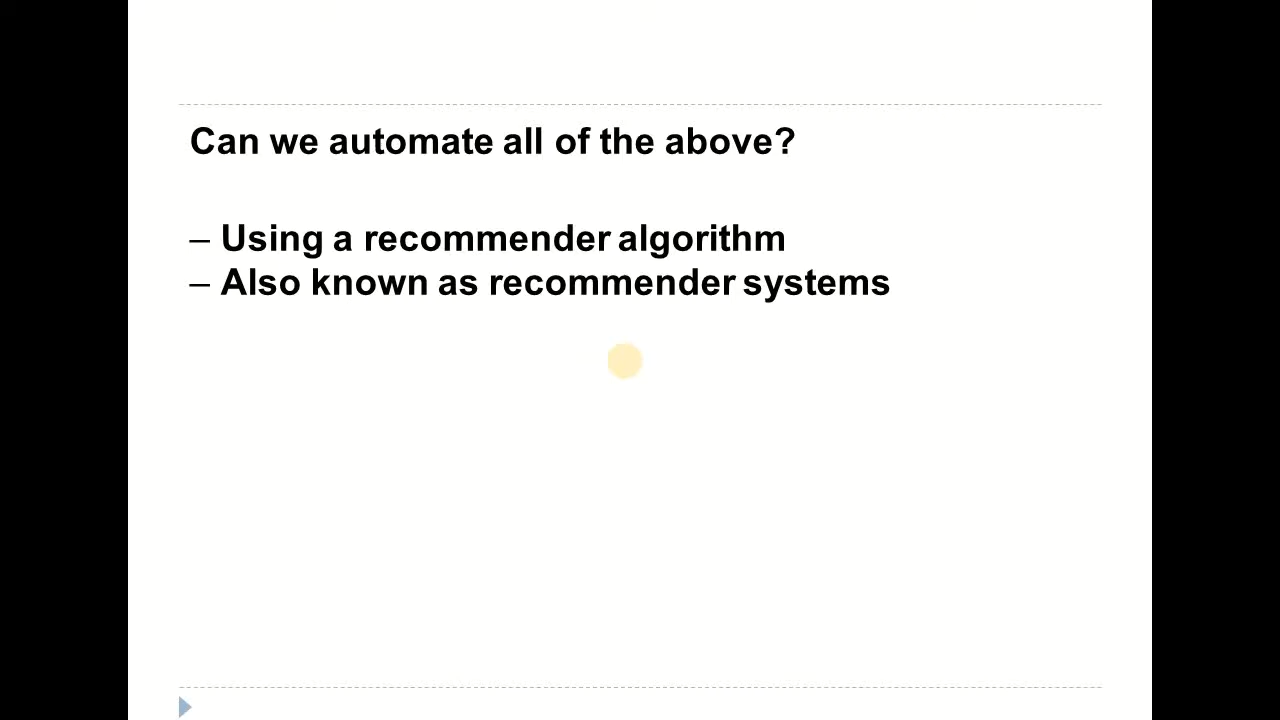 Can we automate all of the above?
– Using a recommender algorithm
– Also known as recommender systems